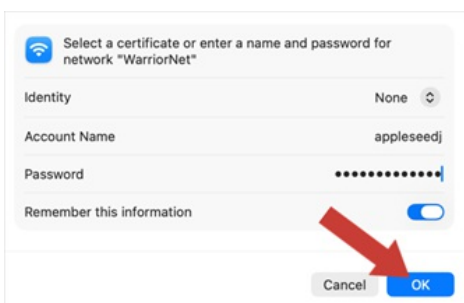 Select a certificate or enter a name and password for
network "WarriorNet"
Identity None
Account Name appleseedj
Password •••••••••••••
Remember this information
Cancel OK